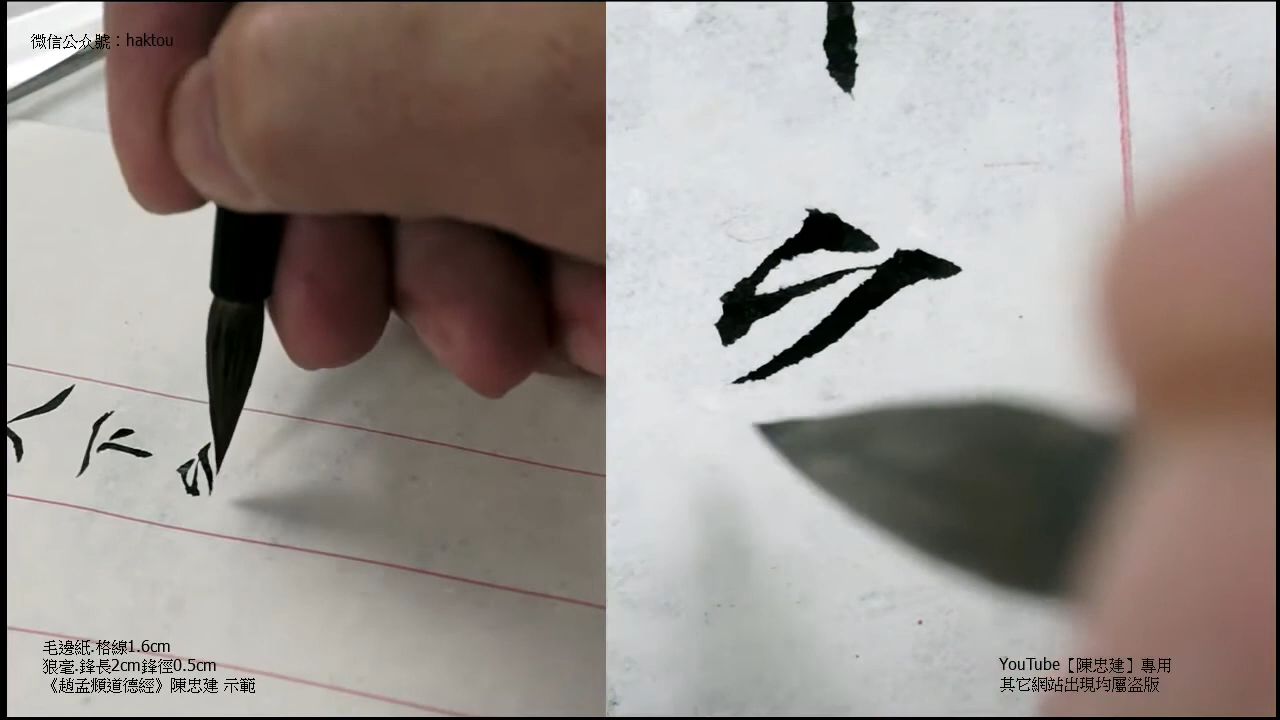 微信公众號：haktou
毛邊紙.格線1.6cm
狼毫.鋒長2cm鋒徑0.5cm
《趙孟頫道德經》陳忠建 示範
YouTube［陳忠建］專用
其它網站出現均屬盜版